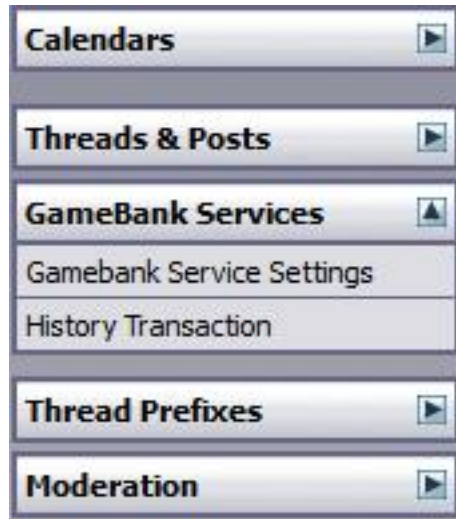 Calendars
Threads & Posts
GameBank Services
Gamebank Service Settings
History Transaction
Thread Prefixes
Moderation